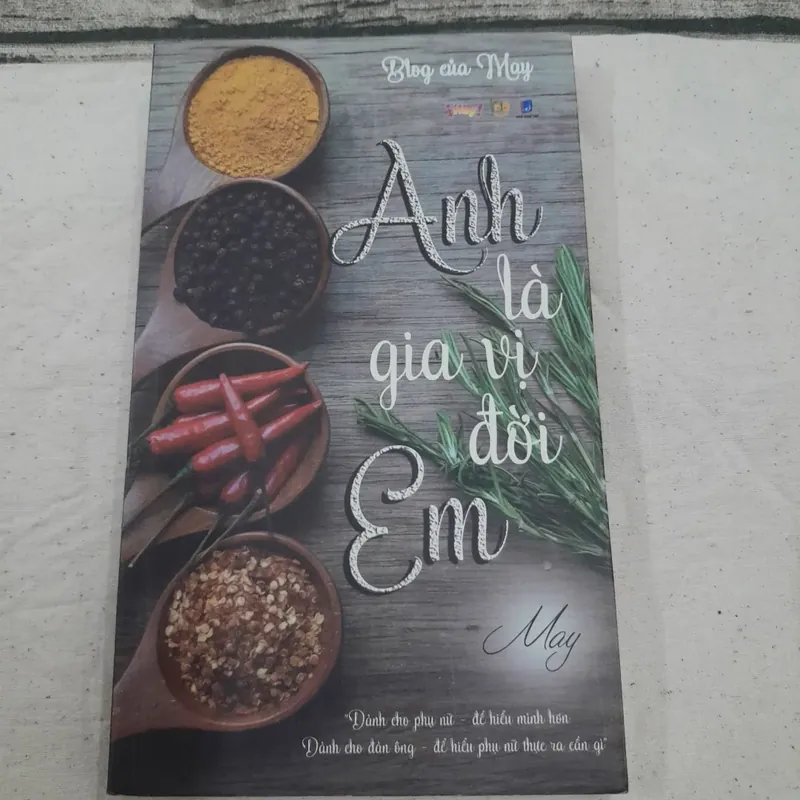 Blog của May
Anh
là
gia vị
đời
Em
May
"Dành cho phụ nữ - để hiểu mình hơn
Dành cho đàn ông - để hiểu phụ nữ thực ra cần gì"